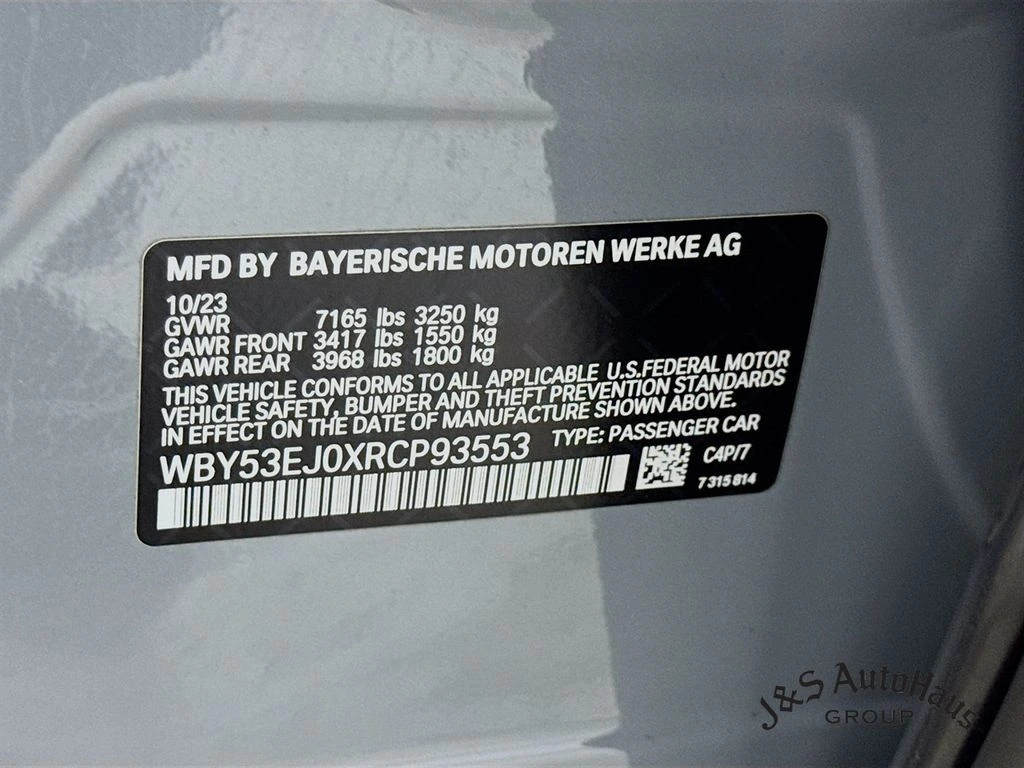 MFD BY BAYERISCHE MOTOREN WERKE AG
10/23
GVWR 7165 lbs 3250 kg
GAWR FRONT 3417 lbs 1550 kg
GAWR REAR 3968 lbs 1800 kg
THIS VEHICLE CONFORMS TO ALL APPLICABLE U.S.FEDERAL MOTOR
VEHICLE SAFETY, BUMPER AND THEFT PREVENTION STANDARDS
IN EFFECT ON THE DATE OF MANUFACTURE SHOWN ABOVE.
WBY53EJ0XRCP93553 TYPE: PASSENGER CAR
C4P/7
7315814
J&S AutoHaus
GROUP